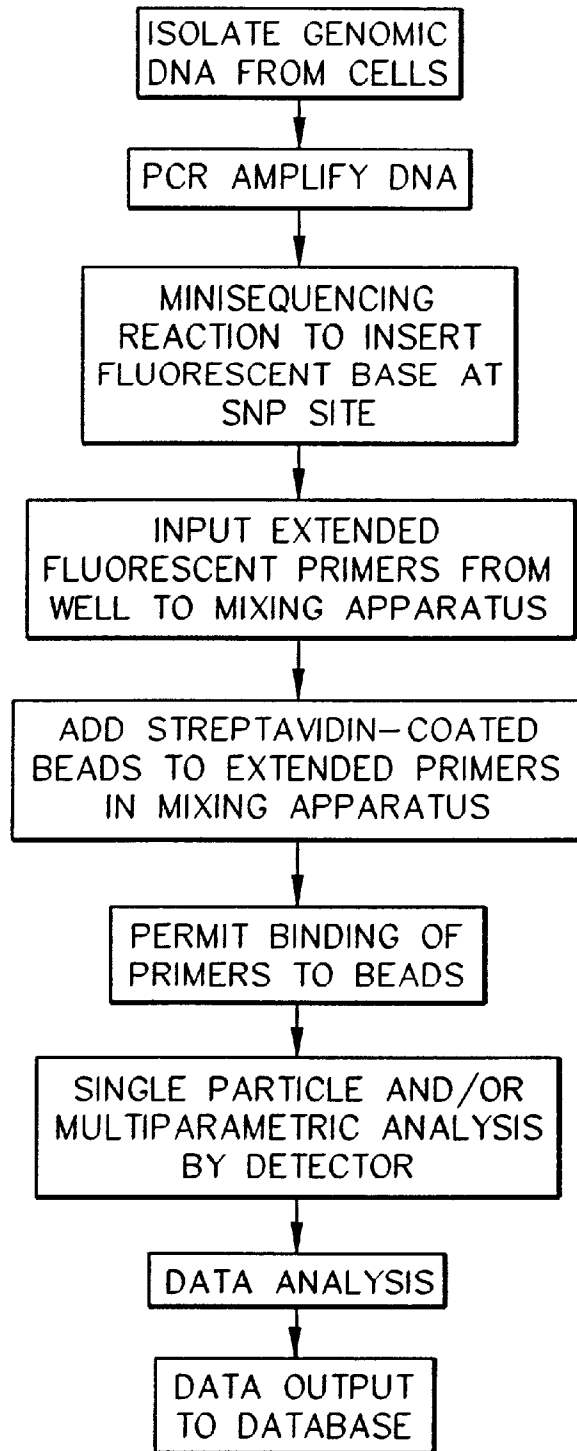 ISOLATE GENOMIC
DNA FROM CELLS
PCR AMPLIFY DNA
MINISEQUENCING
REACTION TO INSERT
FLUORESCENT BASE AT
SNP SITE
INPUT EXTENDED
FLUORESCENT PRIMERS FROM
WELL TO MIXING APPARATUS
ADD STREPTAVIDIN-COATED
BEADS TO EXTENDED PRIMERS
IN MIXING APPARATUS
PERMIT BINDING OF
PRIMERS TO BEADS
SINGLE PARTICLE AND/OR
MULTIPARAMETRIC ANALYSIS
BY DETECTOR
DATA ANALYSIS
DATA OUTPUT
TO DATABASE